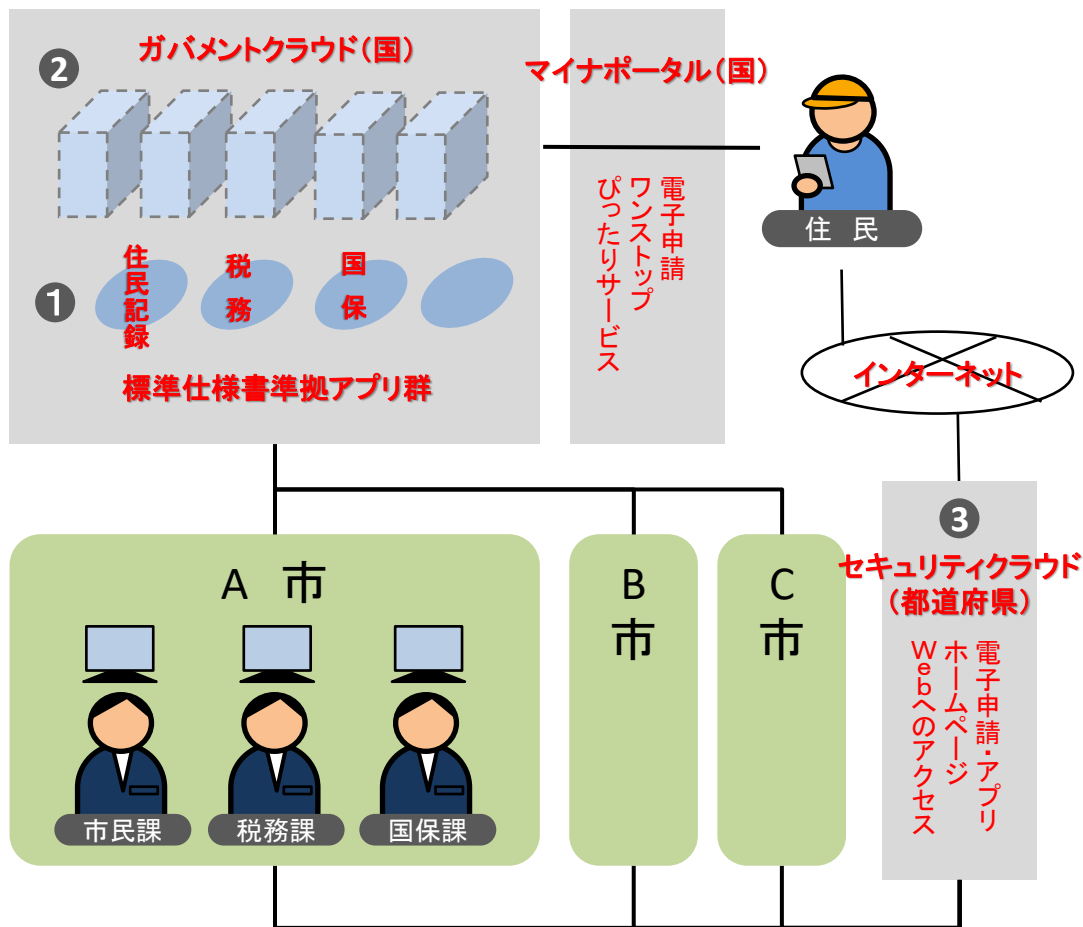 ❷
ガバメントクラウド(国)
マイナポータル(国)
電子申請
ワンストップ
ぴったりサービス
住 民
❶
住民記録
税務
国保
標準仕様書準拠アプリ群
インターネット
❸
セキュリティクラウド
(都道府県)
電子申請・アプリ
ホームページ
Webへのアクセス
A 市
市民課
税務課
国保課
B
市
C
市